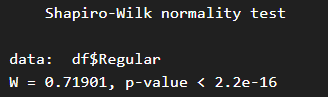 Shapiro-Wilk normality test
data:  df$Regular
W = 0.71901, p-value < 2.2e-16